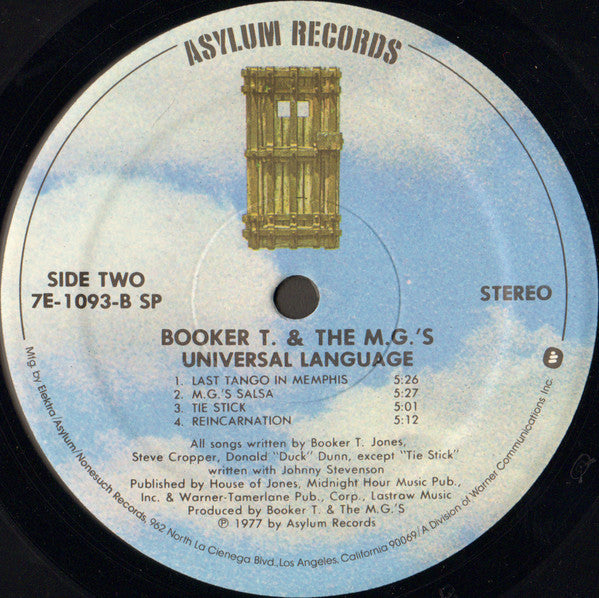 ASYLUM RECORDS
SIDE TWO
7E-1093-B SP
STEREO
BOOKER T. & THE M.G.'S
UNIVERSAL LANGUAGE
1. LAST TANGO IN MEMPHIS 5:26
2. M.G.'S SALSA 5:27
3. TIE STICK 5:01
4. REINCARNATION 5:12
All songs written by Booker T. Jones,
Steve Cropper, Donald "Duck" Dunn, except "Tie Stick"
written with Johnny Stevenson
Published by House of Jones, Midnight Hour Music Pub.,
Inc. & Warner-Tamerlane Pub., Corp., Lastrow Music
Produced by Booker T. & The M.G.'S
℗ 1977 by Asylum Records
Mfg. by Elektra/Asylum/Nonesuch Records, 962 North La Cienega Blvd., Los Angeles, California 90069/A Division of Warner Communications Inc.